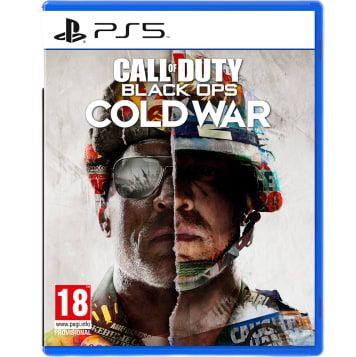 PS5
CALL OF DUTY
BLACK OPS
COLD WAR
18
www.pegi.info
PROVISIONAL